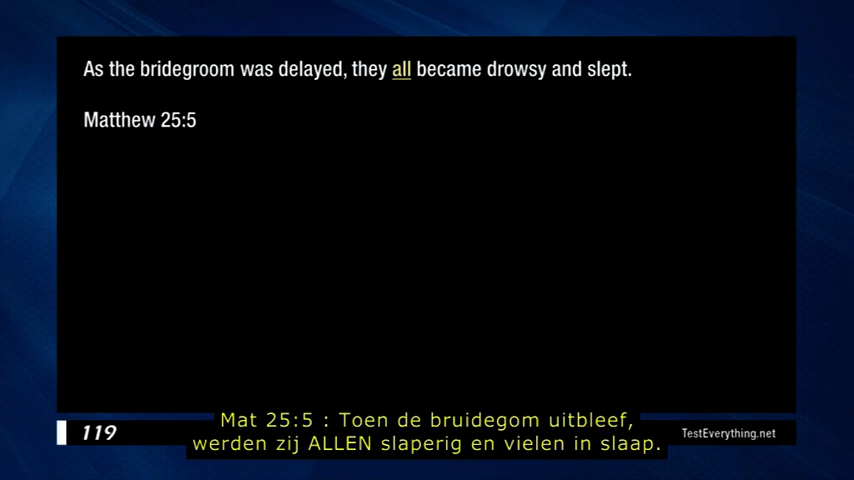 As the bridegroom was delayed, they all became drowsy and slept.
Matthew 25:5
119
TestEverything.net
Mat 25:5 : Toen de bruidegom uitbleef,
werden zij ALLEN slaperig en vielen in slaap.